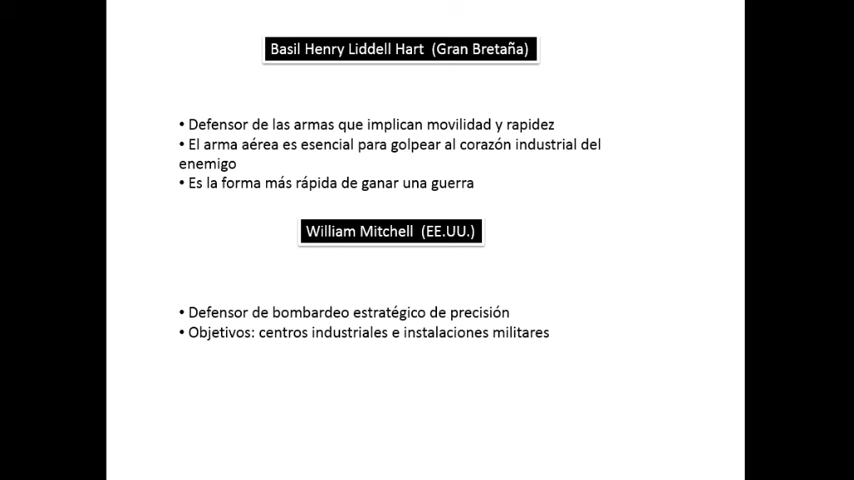 Basil Henry Liddell Hart (Gran Bretaña)
• Defensor de las armas que implican movilidad y rapidez
• El arma aérea es esencial para golpear al corazón industrial del
enemigo
• Es la forma más rápida de ganar una guerra
William Mitchell (EE.UU.)
• Defensor de bombardeo estratégico de precisión
• Objetivos: centros industriales e instalaciones militares